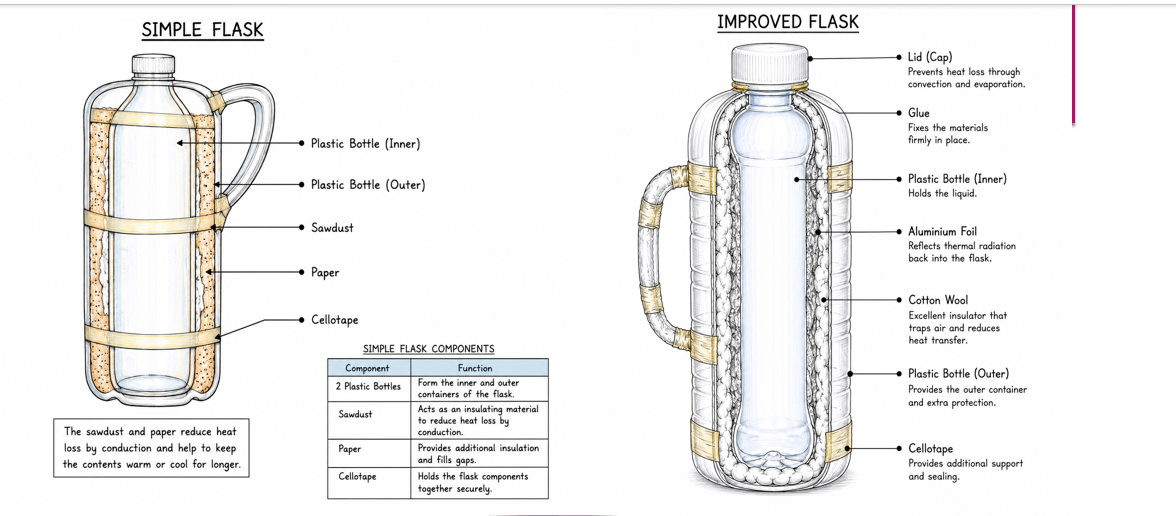 SIMPLE FLASK
Plastic Bottle (Inner)
Plastic Bottle (Outer)
Sawdust
Paper
Cellotape
The sawdust and paper reduce heat
loss by conduction and help to keep
the contents warm or cool for longer.
SIMPLE FLASK COMPONENTS
Component Function
2 Plastic Bottles Form the inner and outer
containers of the flask.
Sawdust Acts as an insulating material
to reduce heat loss by
conduction.
Paper Provides additional insulation
and fills gaps.
Cellotape Holds the flask components
together securely.
IMPROVED FLASK
Lid (Cap)
Prevents heat loss through
convection and evaporation.
Glue
Fixes the materials
firmly in place.
Plastic Bottle (Inner)
Holds the liquid.
Aluminium Foil
Reflects thermal radiation
back into the flask.
Cotton Wool
Excellent insulator that
traps air and reduces
heat transfer.
Plastic Bottle (Outer)
Provides the outer container
and extra protection.
Cellotape
Provides additional support
and sealing.